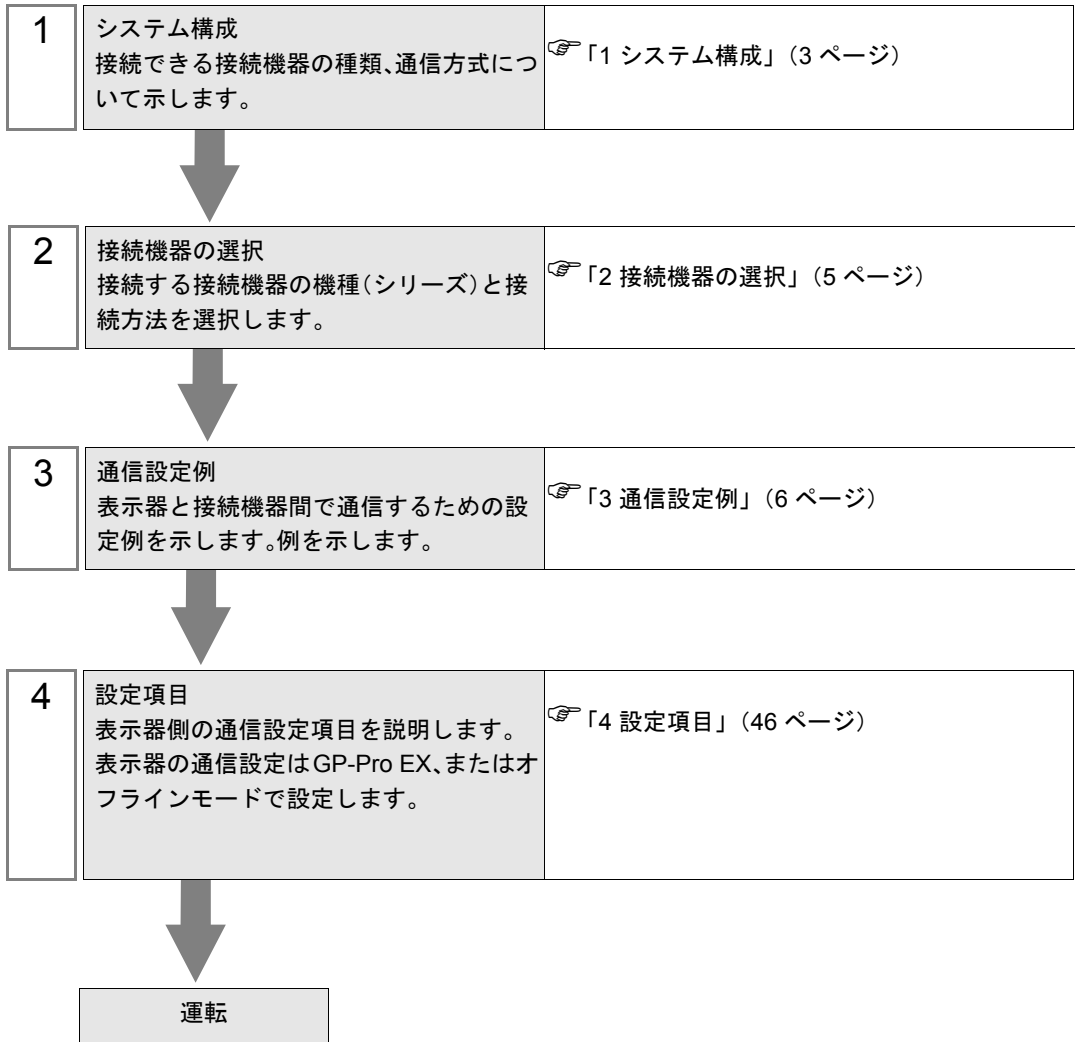 1
システム構成
接続できる接続機器の種類、通信方式につ
いて示します。
☞「1 システム構成」（3 ページ）
2
接続機器の選択
接続する接続機器の機種（シリーズ）と接
続方法を選択します。
☞「2 接続機器の選択」（5 ページ）
3
通信設定例
表示器と接続機器間で通信するための設
定例を示します。例を示します。
☞「3 通信設定例」（6 ページ）
4
設定項目
表示器側の通信設定項目を説明します。
表示器の通信設定はGP-Pro EX、またはオ
フラインモードで設定します。
☞「4 設定項目」（46 ページ）
運転